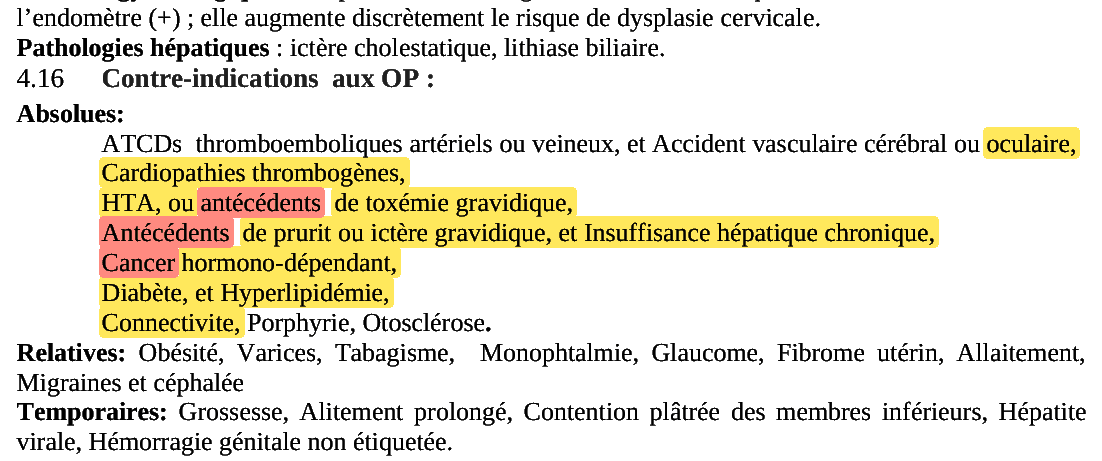 l’endomètre (+) ; elle augmente discrètement le risque de dysplasie cervicale.
Pathologies hépatiques : ictère cholestatique, lithiase biliaire.
4.16 Contre-indications aux OP :
Absolues:
ATCDs thromboemboliques artériels ou veineux, et Accident vasculaire cérébral ou oculaire,
Cardiopathies thrombogènes,
HTA, ou antécédents de toxémie gravidique,
Antécédents de prurit ou ictère gravidique, et Insuffisance hépatique chronique,
Cancer hormono-dépendant,
Diabète, et Hyperlipidémie,
Connectivite, Porphyrie, Otosclérose.
Relatives: Obésité, Varices, Tabagisme, Monophtalmie, Glaucome, Fibrome utérin, Allaitement,
Migraines et céphalée
Temporaires: Grossesse, Alitement prolongé, Contention plâtrée des membres inférieurs, Hépatite
virale, Hémorragie génitale non étiquetée.